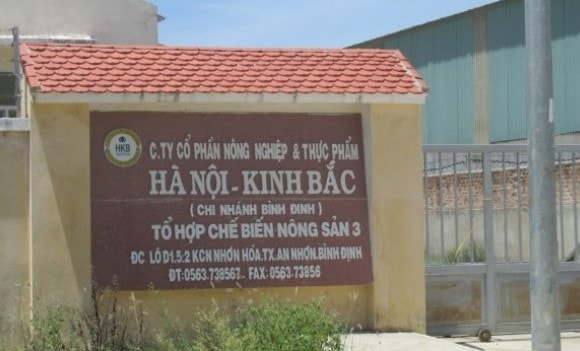 HKB
C.TY CỔ PHẦN NÔNG NGHIỆP & THỰC PHẨM
HÀ NỘI - KINH BẮC
( CHI NHÁNH BÌNH ĐỊNH )
TỔ HỢP CHẾ BIẾN NÔNG SẢN 3
ĐC LÔ D1.5.2 KCN NHƠN HÒA.TX.AN NHƠN.BÌNH ĐỊNH
ĐT:0563.738567 FAX:0563.73856